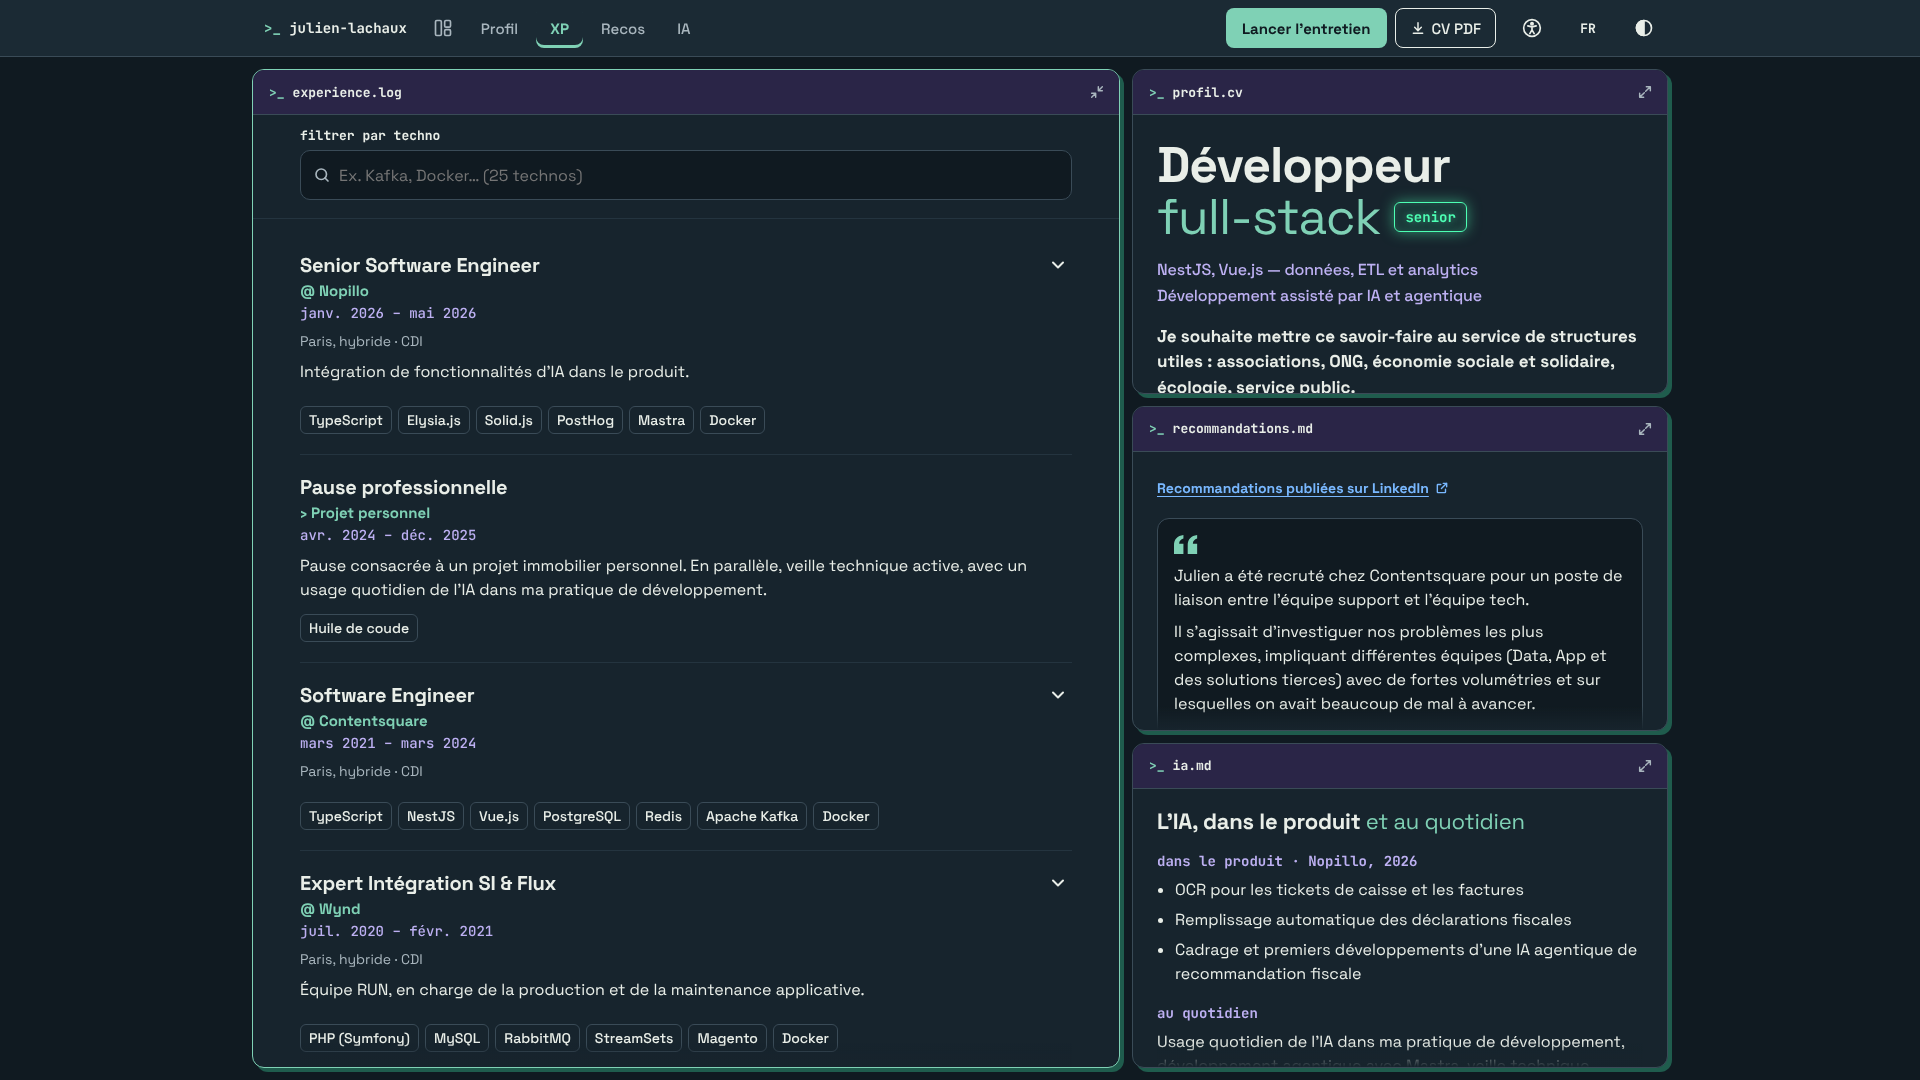 >_ julien-lachaux
Profil
XP
Recos
IA
Lancer l'entretien
CV PDF
FR
>_ experience.log
filtrer par techno
Ex. Kafka, Docker… (25 technos)
Senior Software Engineer
@ Nopillo
janv. 2026 – mai 2026
Paris, hybride · CDI
Intégration de fonctionnalités d'IA dans le produit.
TypeScript Elysia.js Solid.js PostHog Mastra Docker
Pause professionnelle
> Projet personnel
avr. 2024 – déc. 2025
Pause consacrée à un projet immobilier personnel. En parallèle, veille technique active, avec un
usage quotidien de l'IA dans ma pratique de développement.
Huile de coude
Software Engineer
@ Contentsquare
mars 2021 – mars 2024
Paris, hybride · CDI
TypeScript NestJS Vue.js PostgreSQL Redis Apache Kafka Docker
Expert Intégration SI & Flux
@ Wynd
juil. 2020 – févr. 2021
Paris, hybride · CDI
Équipe RUN, en charge de la production et de la maintenance applicative.
PHP (Symfony) MySQL RabbitMQ StreamSets Magento Docker
>_ profil.cv
Développeur
full-stack senior
NestJS, Vue.js — données, ETL et analytics
Développement assisté par IA et agentique
Je souhaite mettre ce savoir-faire au service de structures
utiles : associations, ONG, économie sociale et solidaire,
écologie, service public.
>_ recommandations.md
Recommandations publiées sur LinkedIn
Julien a été recruté chez Contentsquare pour un poste de
liaison entre l'équipe support et l'équipe tech.
Il s'agissait d'investiguer nos problèmes les plus
complexes, impliquant différentes équipes (Data, App et
des solutions tierces) avec de fortes volumétries et sur
lesquelles on avait beaucoup de mal à avancer.
>_ ia.md
L'IA, dans le produit et au quotidien
dans le produit · Nopillo, 2026
• OCR pour les tickets de caisse et les factures
• Remplissage automatique des déclarations fiscales
• Cadrage et premiers développements d'une IA agentique de
recommandation fiscale
au quotidien
Usage quotidien de l'IA dans ma pratique de développement,
développement agentique avec Mastra, veille technique